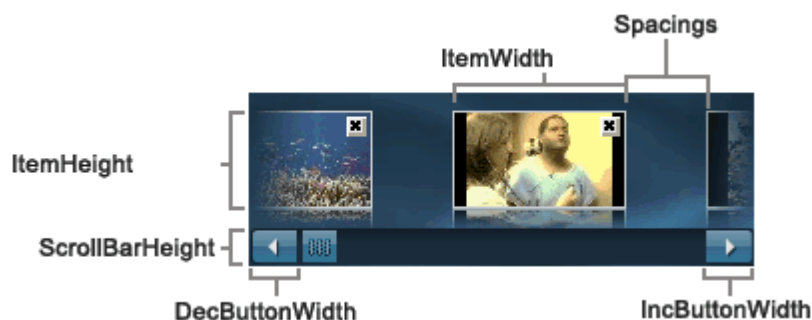 Spacings
ItemWidth
ItemHeight
ScrollBarHeight
DecButtonWidth
IncButtonWidth